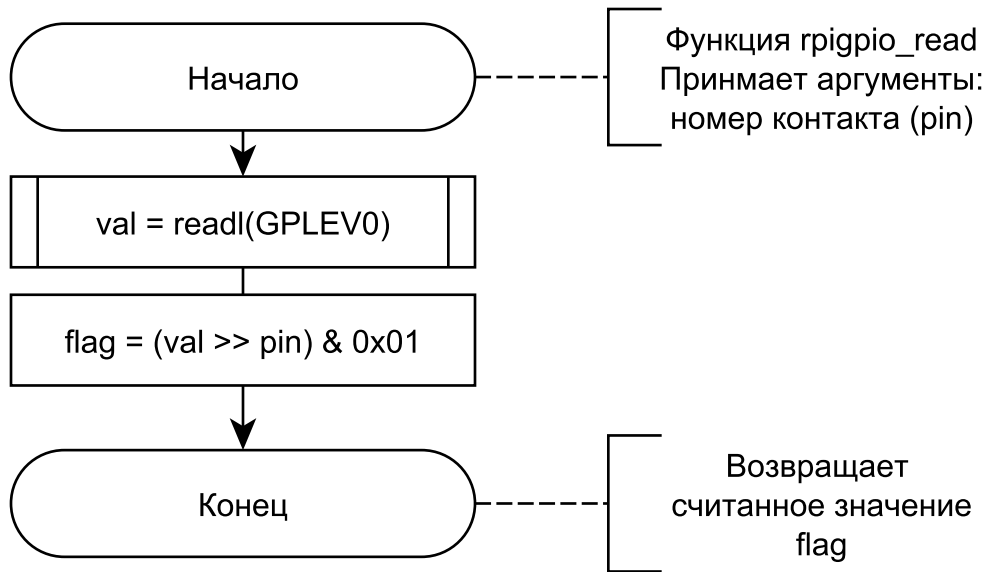 Начало
Функция rpigpio_read
Принмает аргументы:
номер контакта (pin)
val = readl(GPLEV0)
flag = (val >> pin) & 0x01
Конец
Возвращает
считанное значение
flag